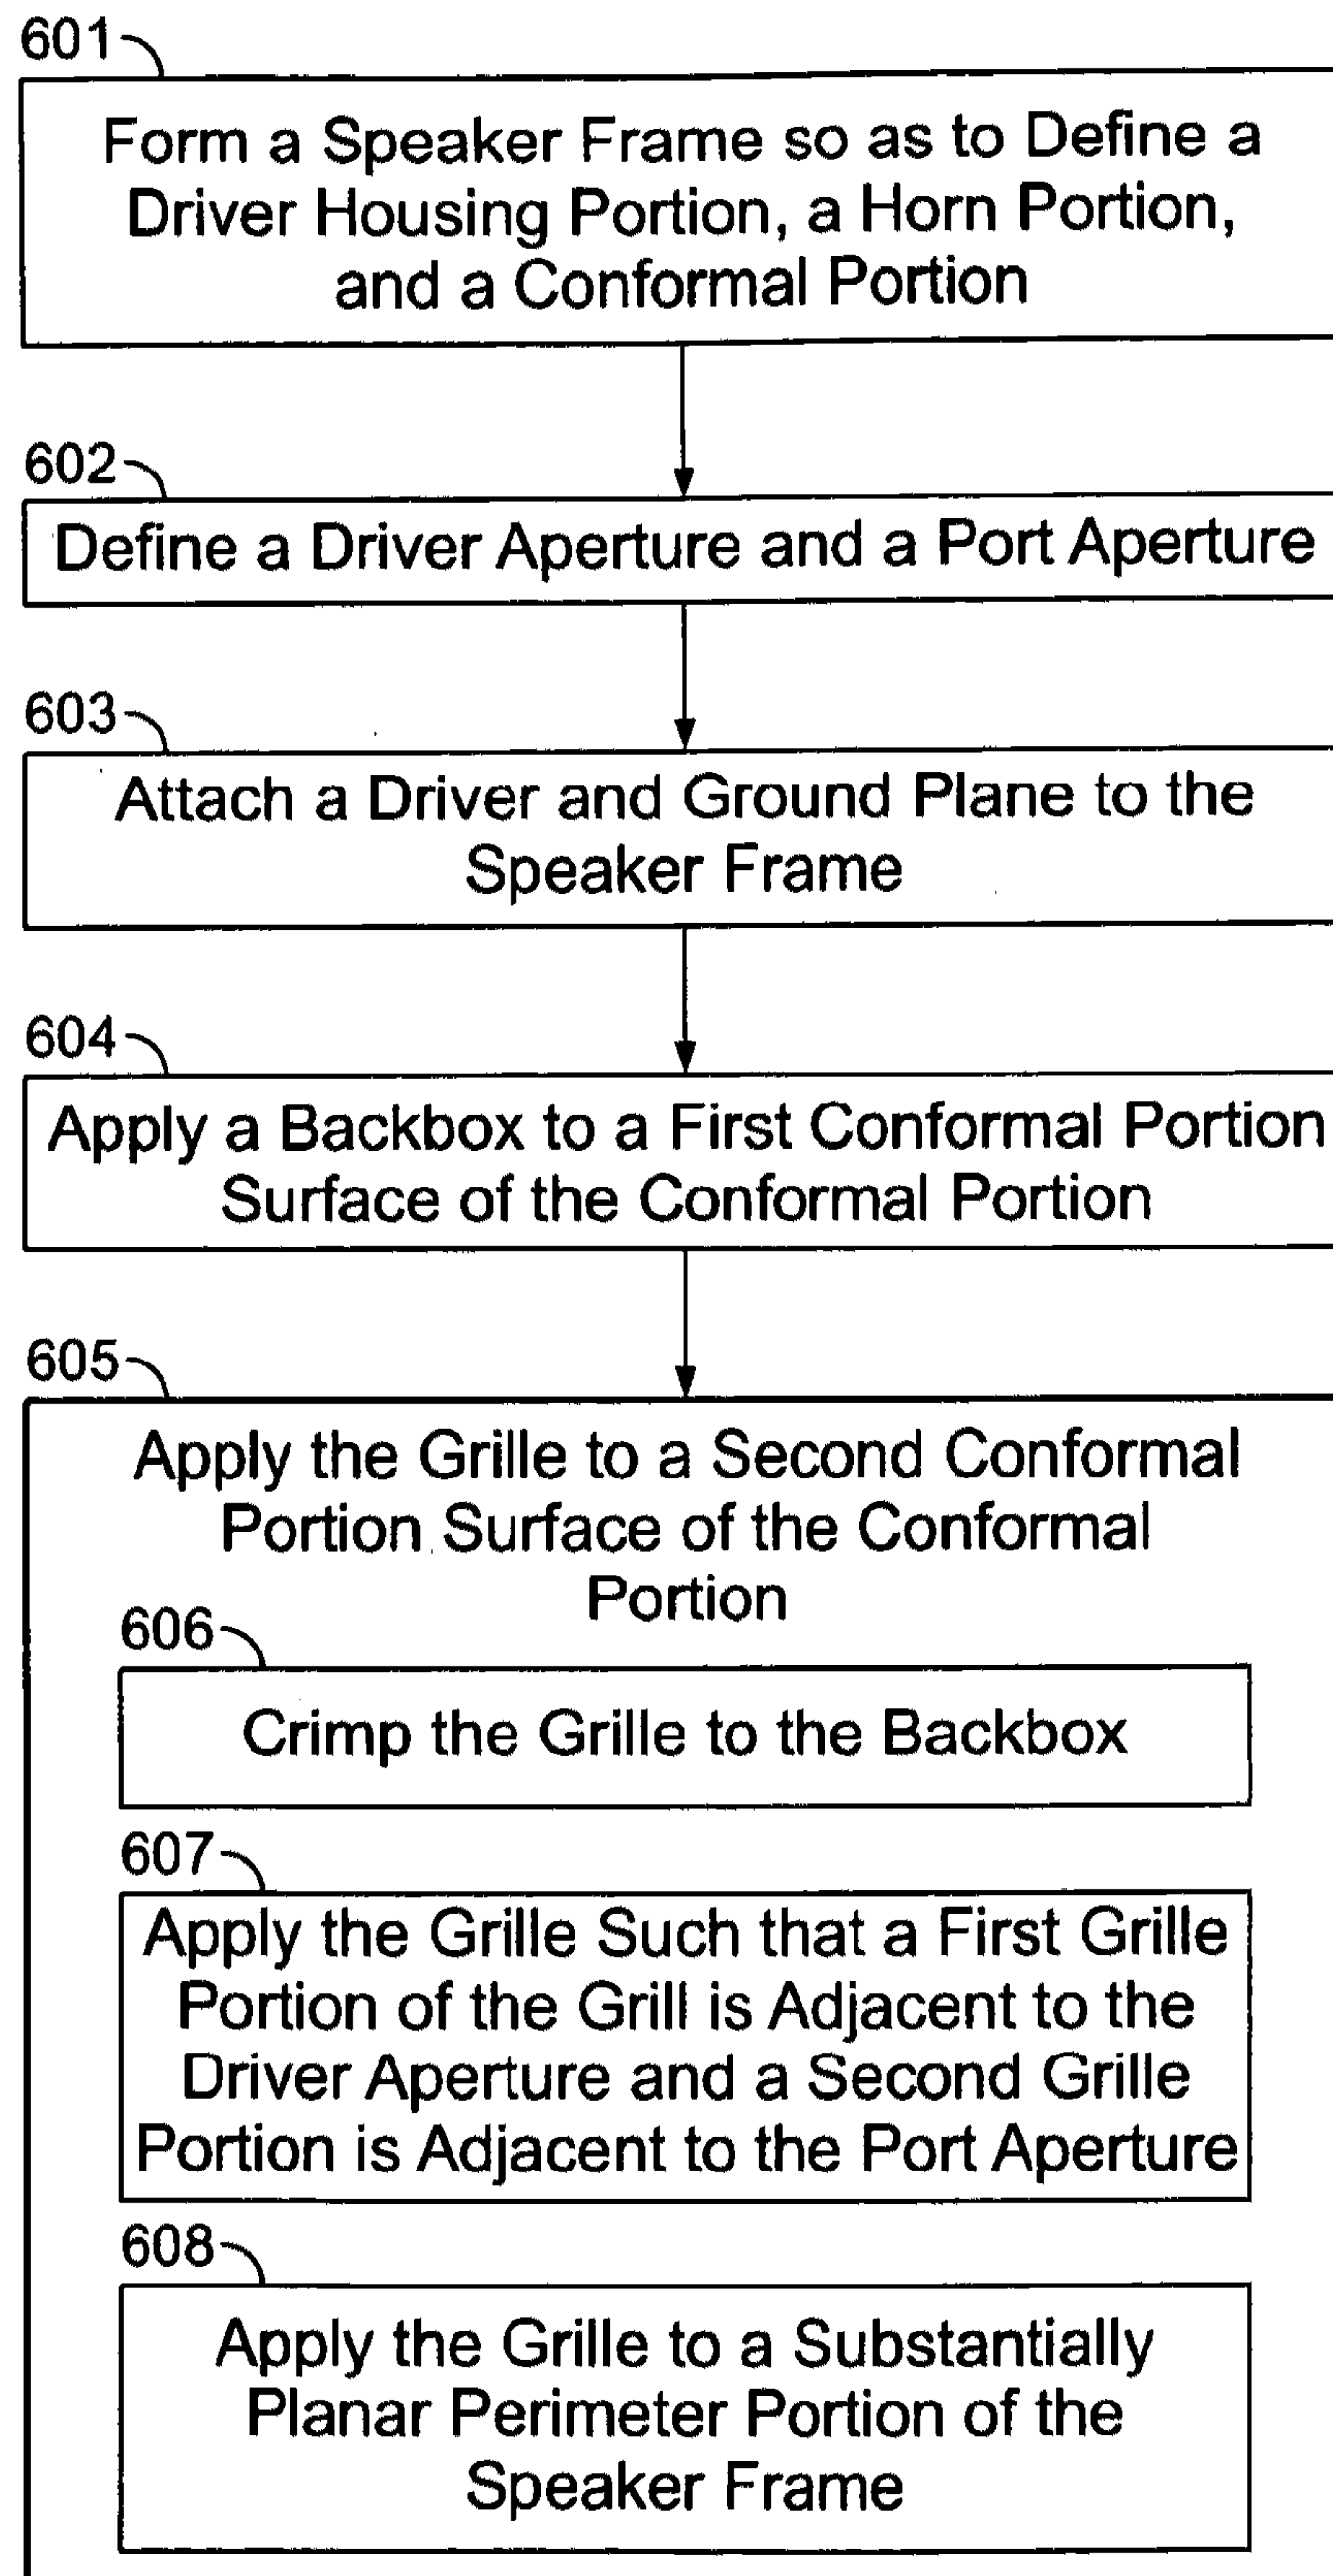 601
Form a Speaker Frame so as to Define a
Driver Housing Portion, a Horn Portion,
and a Conformal Portion
602
Define a Driver Aperture and a Port Aperture
603
Attach a Driver and Ground Plane to the
Speaker Frame
604
Apply a Backbox to a First Conformal Portion
Surface of the Conformal Portion
605
Apply the Grille to a Second Conformal
Portion Surface of the Conformal
Portion
606
Crimp the Grille to the Backbox
607
Apply the Grille Such that a First Grille
Portion of the Grill is Adjacent to the
Driver Aperture and a Second Grille
Portion is Adjacent to the Port Aperture
608
Apply the Grille to a Substantially
Planar Perimeter Portion of the
Speaker Frame